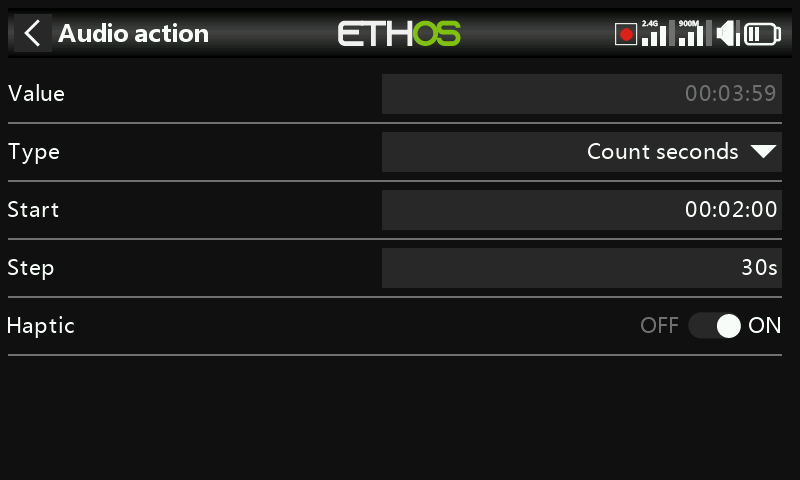 Audio action
ETHOS
2.4G
900M
Value
00:03:59
Type
Count seconds
Start
00:02:00
Step
30s
Haptic
OFF
ON